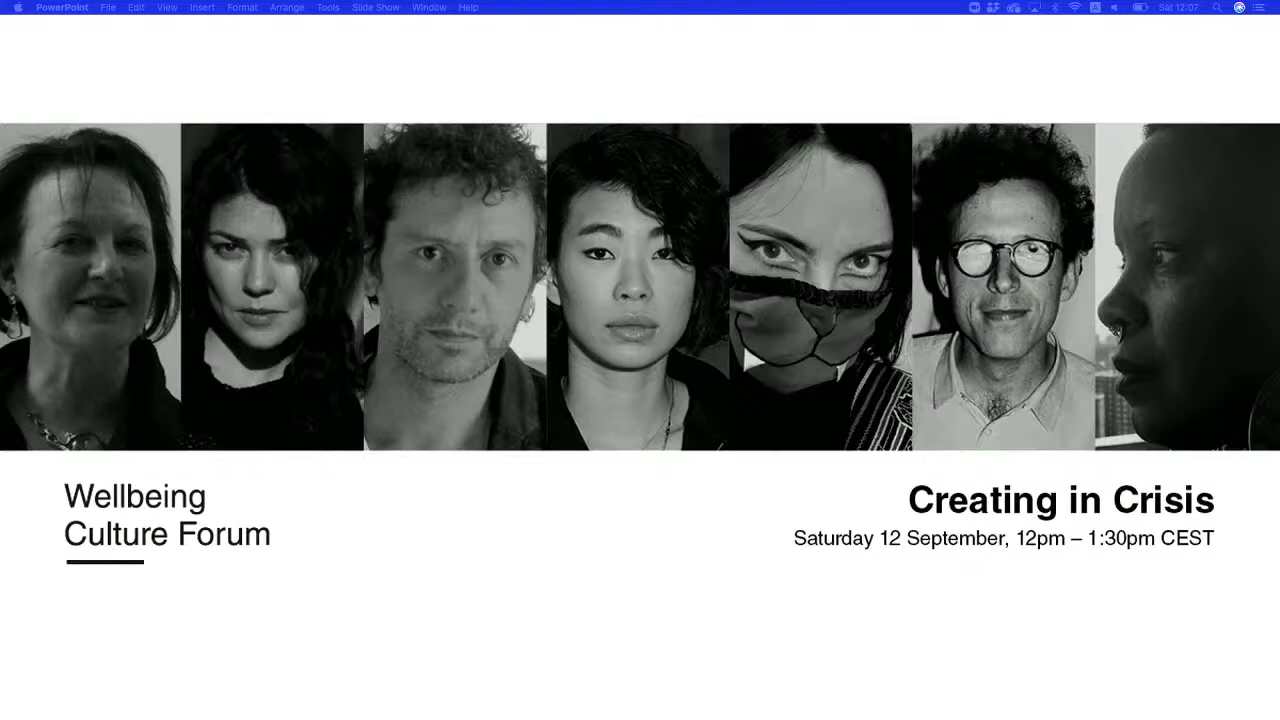 PowerPoint File Edit View Insert Format Arrange Tools Slide Show Window Help Sat 12:07
Wellbeing
Culture Forum
Creating in Crisis
Saturday 12 September, 12pm – 1:30pm CEST